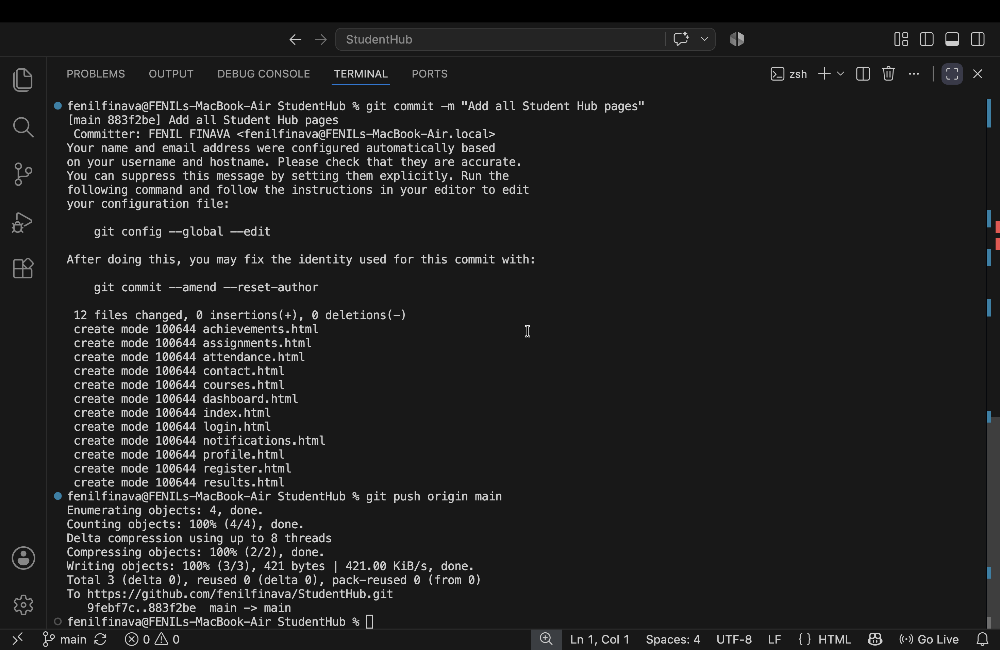 StudentHub
PROBLEMS OUTPUT DEBUG CONSOLE TERMINAL PORTS zsh
fenilfinava@FENILs-MacBook-Air StudentHub % git commit -m "Add all Student Hub pages"
[main 883f2be] Add all Student Hub pages
Committer: FENIL FINAVA <fenilfinava@FENILs-MacBook-Air.local>
Your name and email address were configured automatically based
on your username and hostname. Please check that they are accurate.
You can suppress this message by setting them explicitly. Run the
following command and follow the instructions in your editor to edit
your configuration file:
git config --global --edit
After doing this, you may fix the identity used for this commit with:
git commit --amend --reset-author
12 files changed, 0 insertions(+), 0 deletions(-)
create mode 100644 achievements.html
create mode 100644 assignments.html
create mode 100644 attendance.html
create mode 100644 contact.html
create mode 100644 courses.html
create mode 100644 dashboard.html
create mode 100644 index.html
create mode 100644 login.html
create mode 100644 notifications.html
create mode 100644 profile.html
create mode 100644 register.html
create mode 100644 results.html
fenilfinava@FENILs-MacBook-Air StudentHub % git push origin main
Enumerating objects: 4, done.
Counting objects: 100% (4/4), done.
Delta compression using up to 8 threads
Compressing objects: 100% (2/2), done.
Writing objects: 100% (3/3), 421 bytes | 421.00 KiB/s, done.
Total 3 (delta 0), reused 0 (delta 0), pack-reused 0 (from 0)
To https://github.com/fenilfinava/StudentHub.git
9febf7c..883f2be main -> main
fenilfinava@FENILs-MacBook-Air StudentHub %
main 0 0 Ln 1, Col 1 Spaces: 4 UTF-8 LF {} HTML Go Live